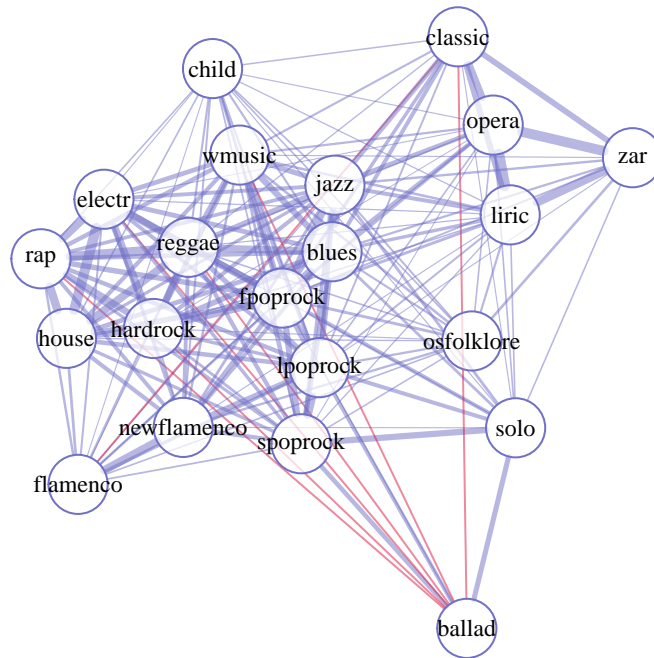 classic
child
opera
wmusic
zar
jazz
electr
liric
reggae
blues
rap
fpoprock
hardrock
house
osfolklore
lpoprock
newflamenco
solo
spoprock
flamenco
ballad